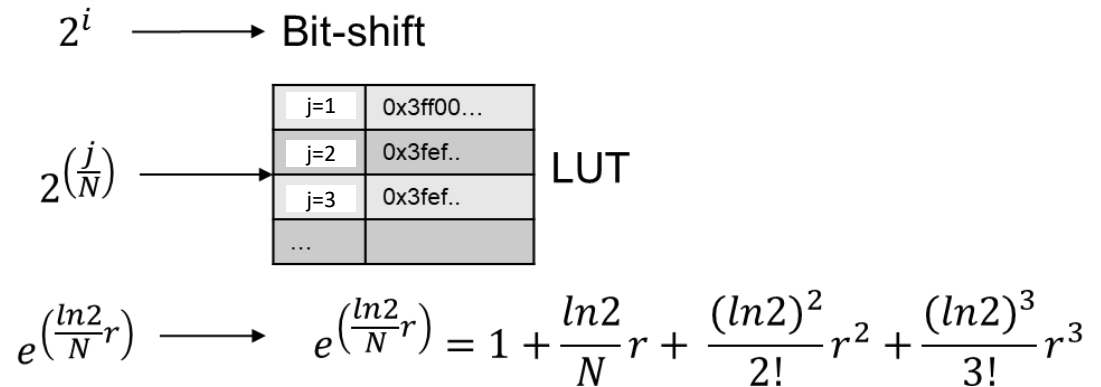 2^i → Bit-shift
j=1 0x3ff00...
j=2 0x3fef..
2^(j/N) → LUT
j=3 0x3fef..
...
e^(ln2/N r) → e^(ln2/N r) = 1 + ln2/N r + (ln2)^2/2! r^2 + (ln2)^3/3! r^3